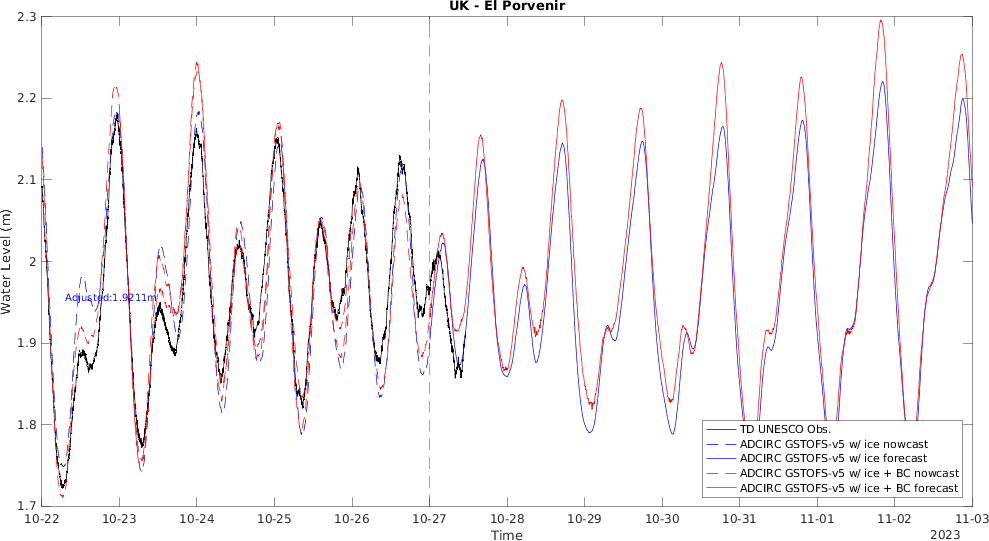 UK - El Porvenir
2.3
2.2
2.1
2
1.9
1.8
1.7
Water Level (m)
Adjusted:1.9211m
TD UNESCO Obs.
ADCIRC GSTOFS-v5 w/ ice nowcast
ADCIRC GSTOFS-v5 w/ ice forecast
ADCIRC GSTOFS-v5 w/ ice + BC nowcast
ADCIRC GSTOFS-v5 w/ ice + BC forecast
10-22 10-23 10-24 10-25 10-26 10-27 10-28 10-29 10-30 10-31 11-01 11-02 11-03
Time
2023